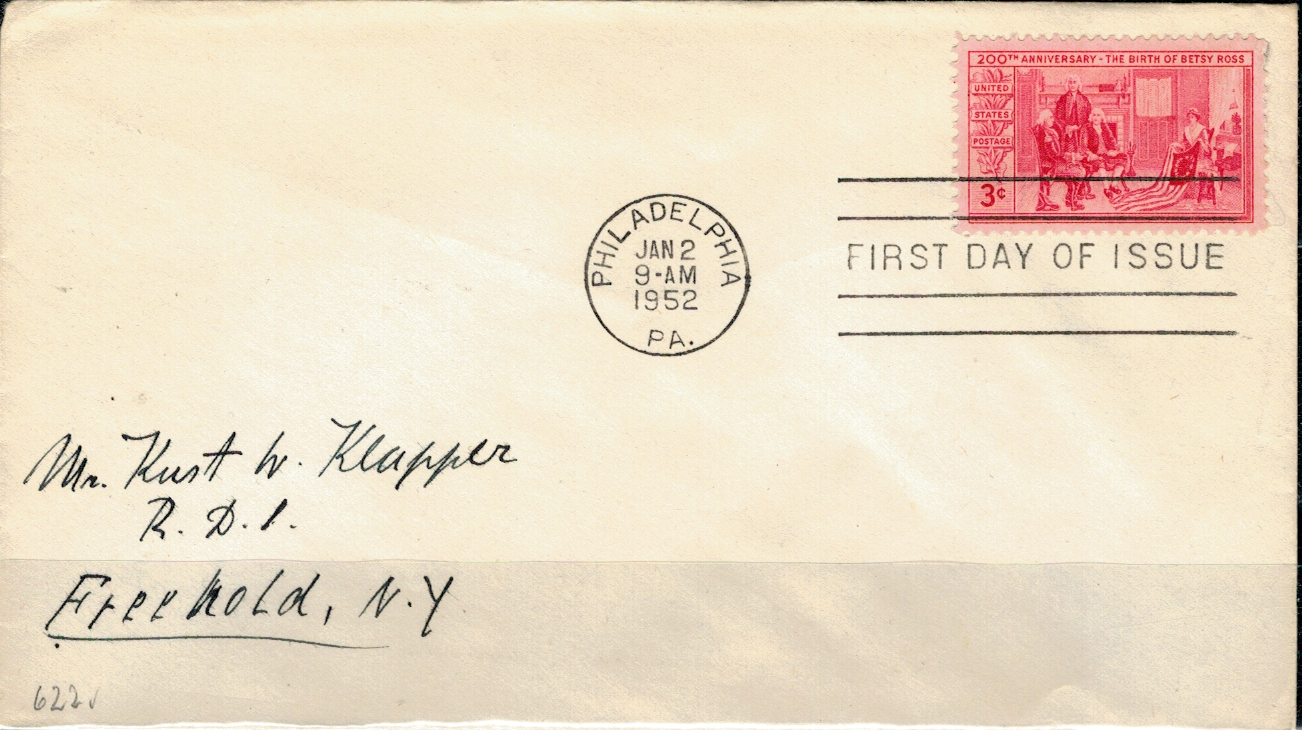 200TH ANNIVERSARY - THE BIRTH OF BETSY ROSS
UNITED
STATES
POSTAGE
3¢
PHILADELPHIA
JAN 2
9-AM
1952
PA.
FIRST DAY OF ISSUE
Mr. Kurt W. Klapper
R. D. 1.
Freehold, N.Y.
622